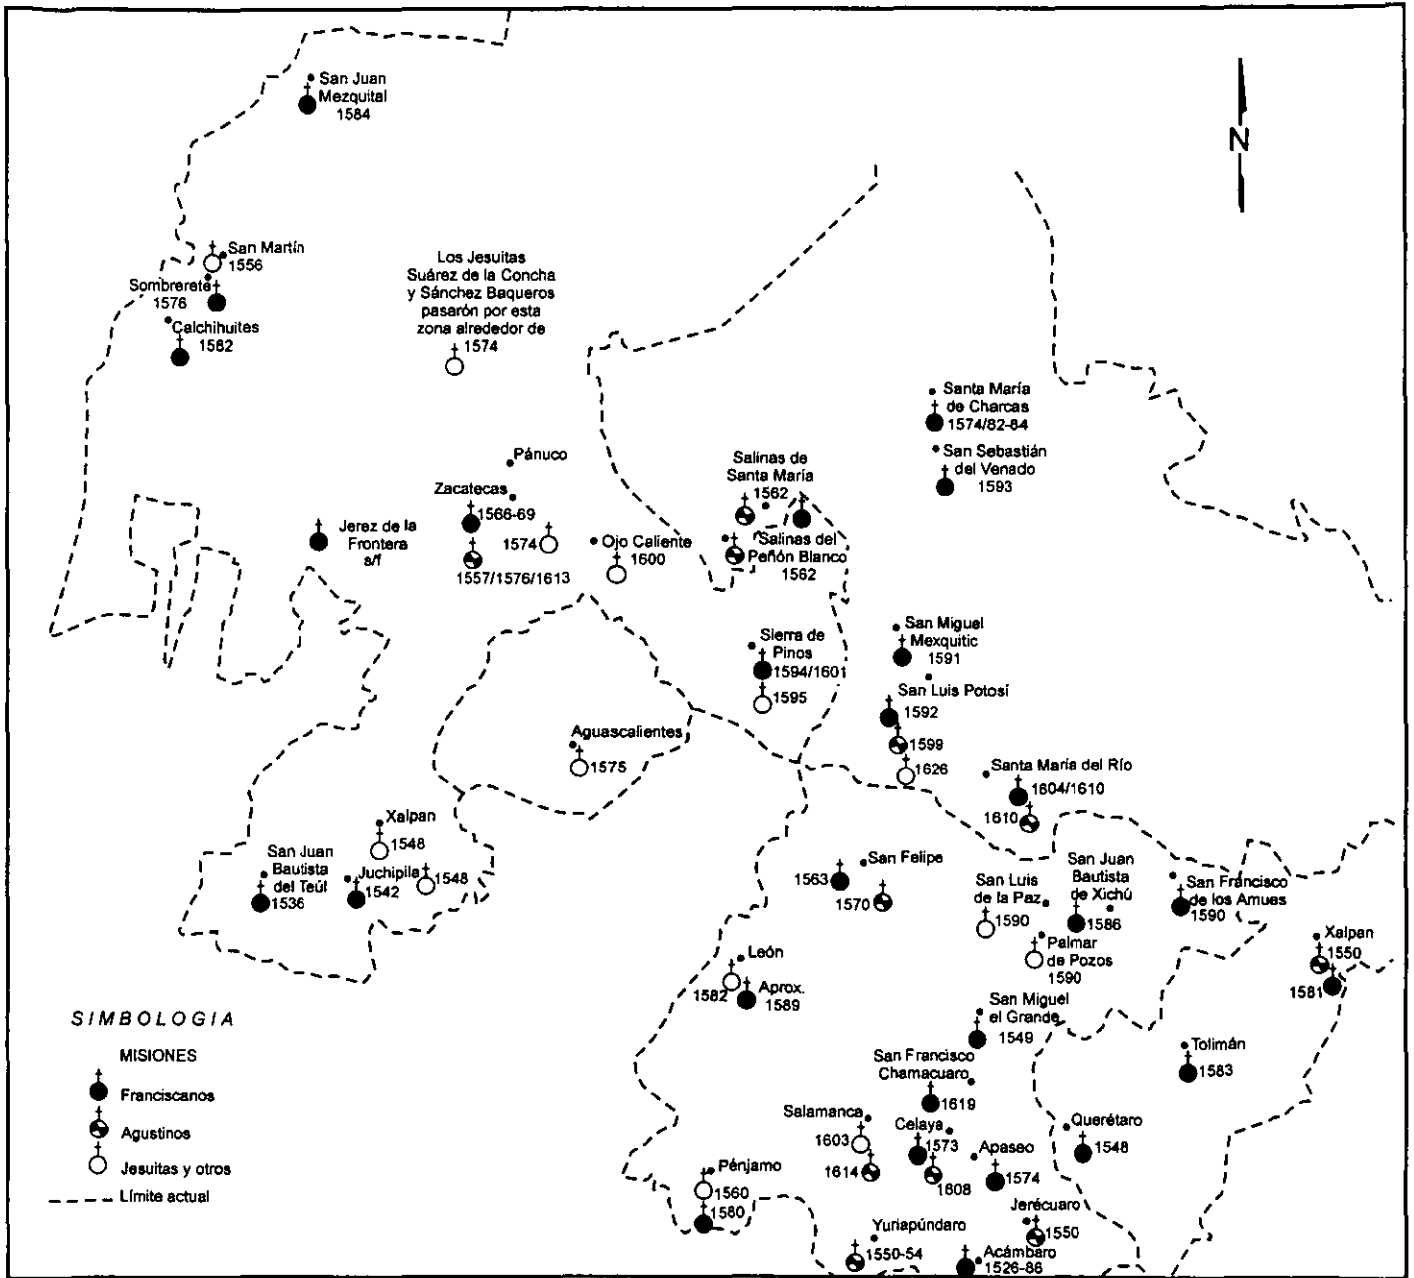 San Juan
Mezquital
1584
N
San Martín
1556
Sombrerete
1576
Calchihuites
1582
Los Jesuitas
Suárez de la Concha
y Sánchez Baqueros
pasarón por esta
zona alrededor de
1574
Santa María
de Charcas
1574/82-84
San Sebastián
del Venado
1593
Pánuco
Zacatecas
1566-69
1574
1557/1576/1613
Salinas de
Santa María
1562
Jerez de la
Frontera
s/f
Ojo Caliente
1600
Salinas del
Peñón Blanco
1562
San Miguel
Mexquitic
1591
Sierra de
Pinos
1594/1601
1595
San Luis Potosí
1592
1599
1626
Aguascalientes
1575
Santa María del Río
1604/1610
1610
Xalpan
1548
San Juan
Bautista
del Teúl
1536
Juchipila
1542
1548
San Felipe
1563
1570
San Luis
de la Paz
1590
San Juan
Bautista
de Xichú
1586
San Francisco
de los Amues
1590
Palmar
de Pozos
1590
Xalpan
1550
1581
León
1582
Aprox.
1589
San Miguel
el Grande
1549
Tolimán
1583
San Francisco
Chamacuaro
1619
Salamanca
1603
1614
Celaya
1573
1608
Apaseo
1574
Querétaro
1548
Pénjamo
1560
1580
Jerécuaro
1550
Yuriapúndaro
1550-54
Acámbaro
1526-86
SIMBOLOGIA
MISIONES
Franciscanos
Agustinos
Jesuitas y otros
Límite actual